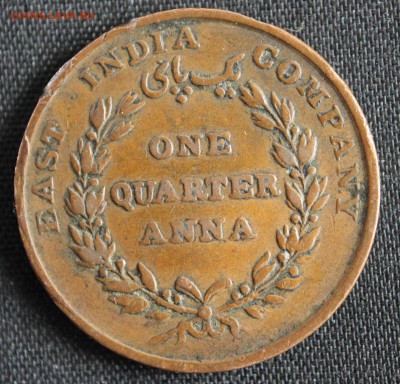 EAST INDIA COMPANY
یک پائی
ONE
QUARTER
ANNA